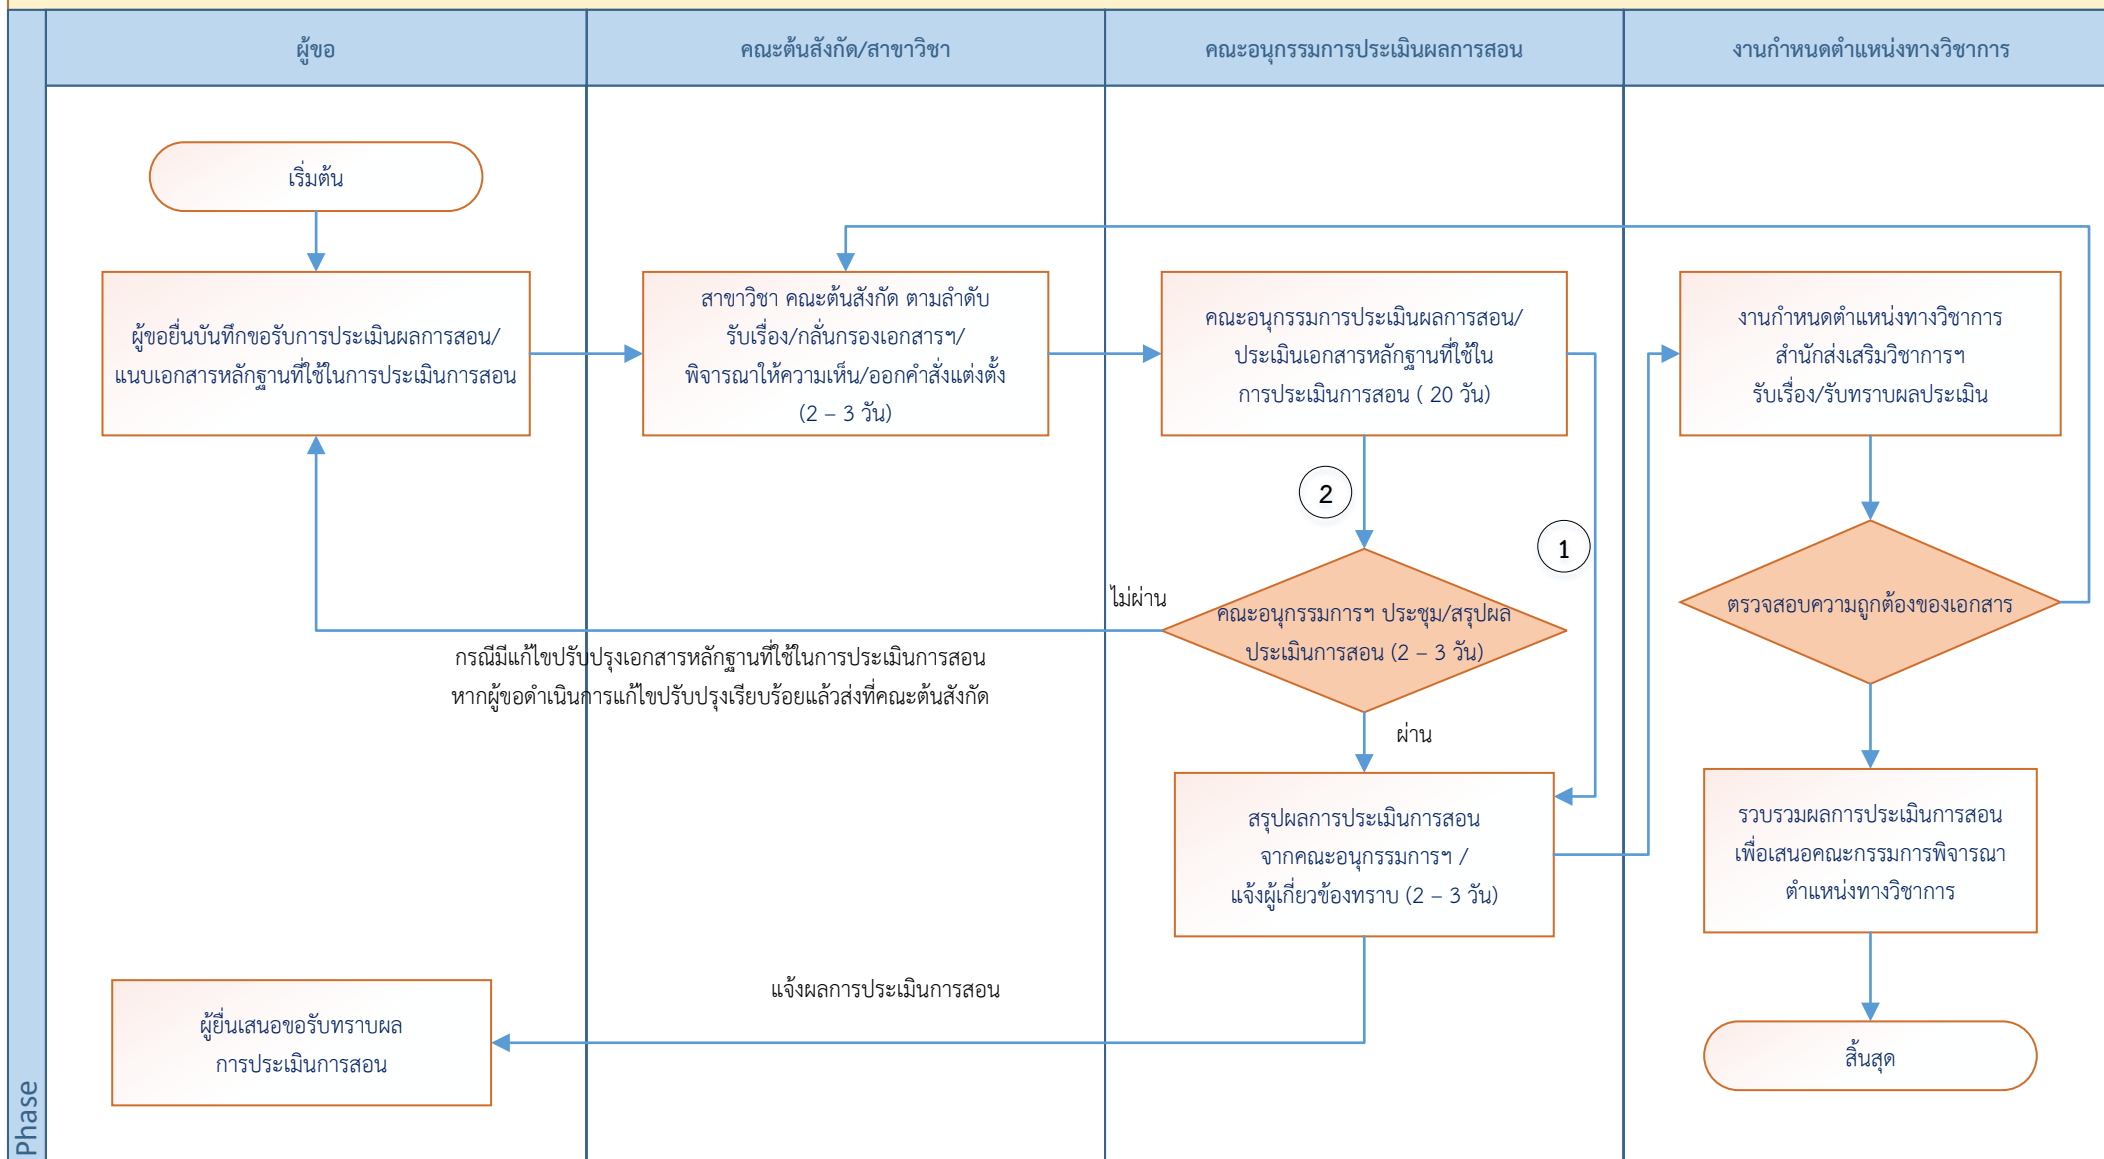 ผู้ขอ
คณะต้นสังกัด/สาขาวิชา
คณะอนุกรรมการประเมินผลการสอน
งานกำหนดตำแหน่งทางวิชาการ
เริ่มต้น
ผู้ขอยื่นบันทึกขอรับการประเมินผลการสอน/
แนบเอกสารหลักฐานที่ใช้ในการประเมินการสอน
สาขาวิชา คณะต้นสังกัด ตามลำดับ
รับเรื่อง/กลั่นกรองเอกสารฯ/
พิจารณาให้ความเห็น/ออกคำสั่งแต่งตั้ง
(2 – 3 วัน)
คณะอนุกรรมการประเมินผลการสอน/
ประเมินเอกสารหลักฐานที่ใช้ใน
การประเมินการสอน ( 20 วัน)
งานกำหนดตำแหน่งทางวิชาการ
สำนักส่งเสริมวิชาการฯ
รับเรื่อง/รับทราบผลประเมิน
2
1
ไม่ผ่าน
คณะอนุกรรมการฯ ประชุม/สรุปผล
ประเมินการสอน (2 – 3 วัน)
ตรวจสอบความถูกต้องของเอกสาร
กรณีมีแก้ไขปรับปรุงเอกสารหลักฐานที่ใช้ในการประเมินการสอน
หากผู้ขอดำเนินการแก้ไขปรับปรุงเรียบร้อยแล้วส่งที่คณะต้นสังกัด
ผ่าน
สรุปผลการประเมินการสอน
จากคณะอนุกรรมการฯ /
แจ้งผู้เกี่ยวข้องทราบ (2 – 3 วัน)
รวบรวมผลการประเมินการสอน
เพื่อเสนอคณะกรรมการพิจารณา
ตำแหน่งทางวิชาการ
แจ้งผลการประเมินการสอน
ผู้ยื่นเสนอขอรับทราบผล
การประเมินการสอน
สิ้นสุด
Phase